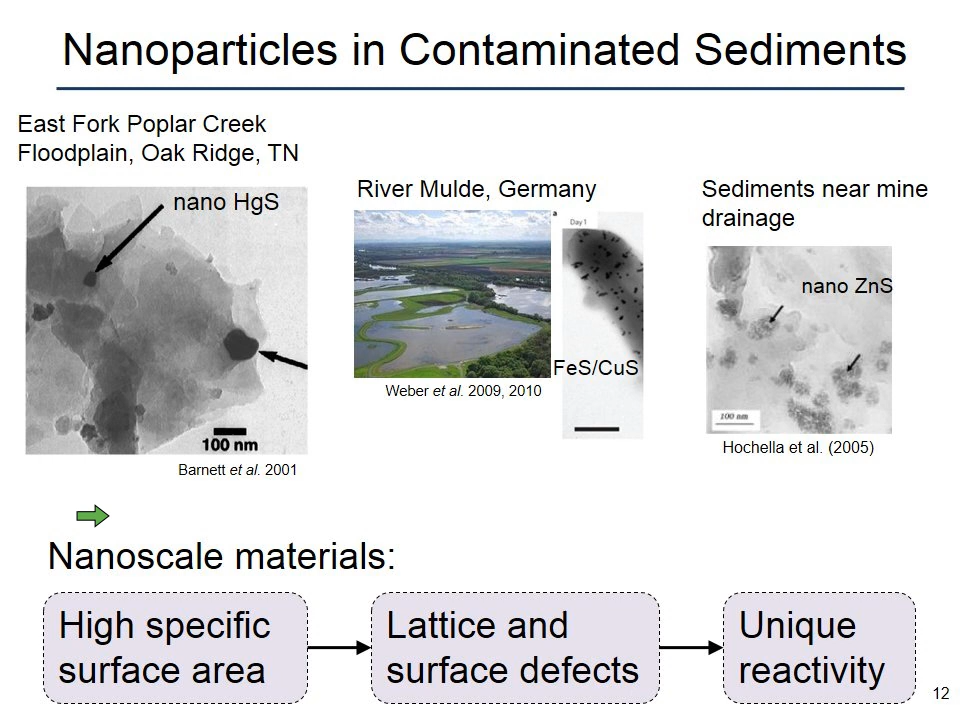 Nanoparticles in Contaminated Sediments
East Fork Poplar Creek
Floodplain, Oak Ridge, TN
nano HgS
100 nm
Barnett et al. 2001
River Mulde, Germany
a
Day 1
FeS/CuS
Weber et al. 2009, 2010
Sediments near mine
drainage
nano ZnS
100 nm
Hochella et al. (2005)
Nanoscale materials:
High specific
surface area
Lattice and
surface defects
Unique
reactivity
12